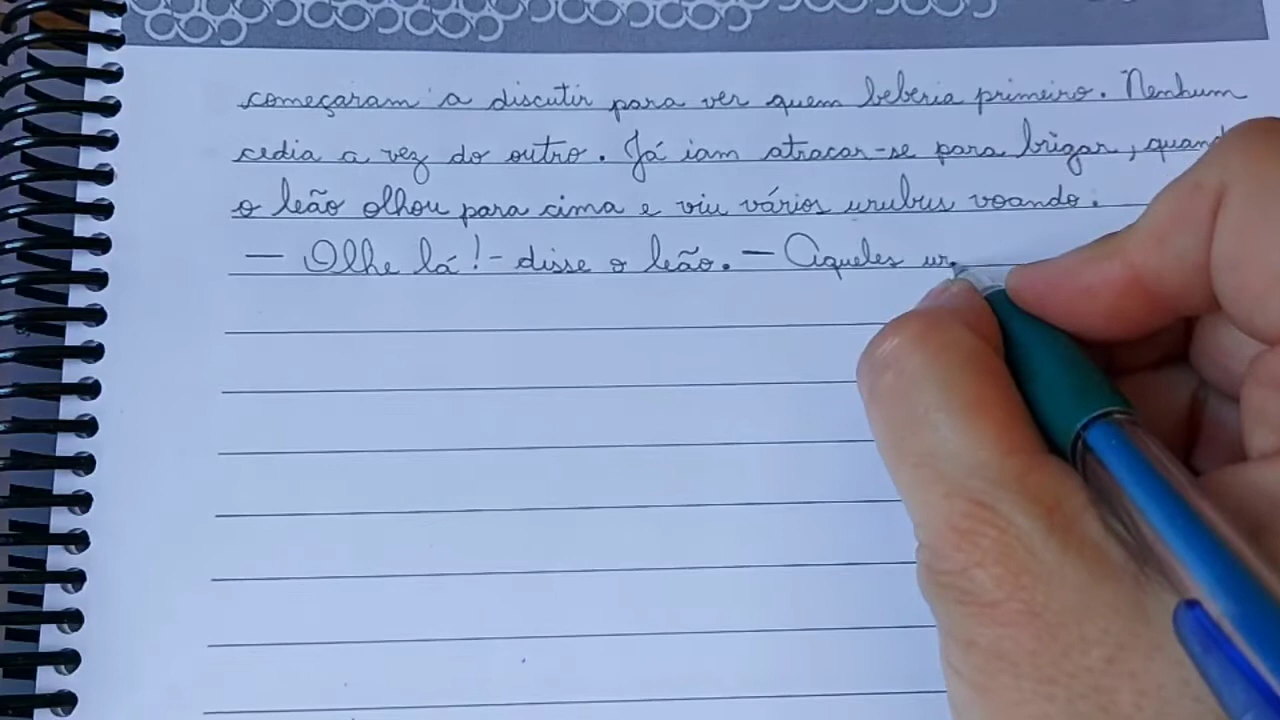 começaram a discutir para ver quem beberia primeiro. Nenhum
cedia a vez do outro. Já iam atracar-se para brigar, quand
o leão olhou para cima e viu vários urubus voando.
— Olhe lá! - disse o leão. — Aqueles ur